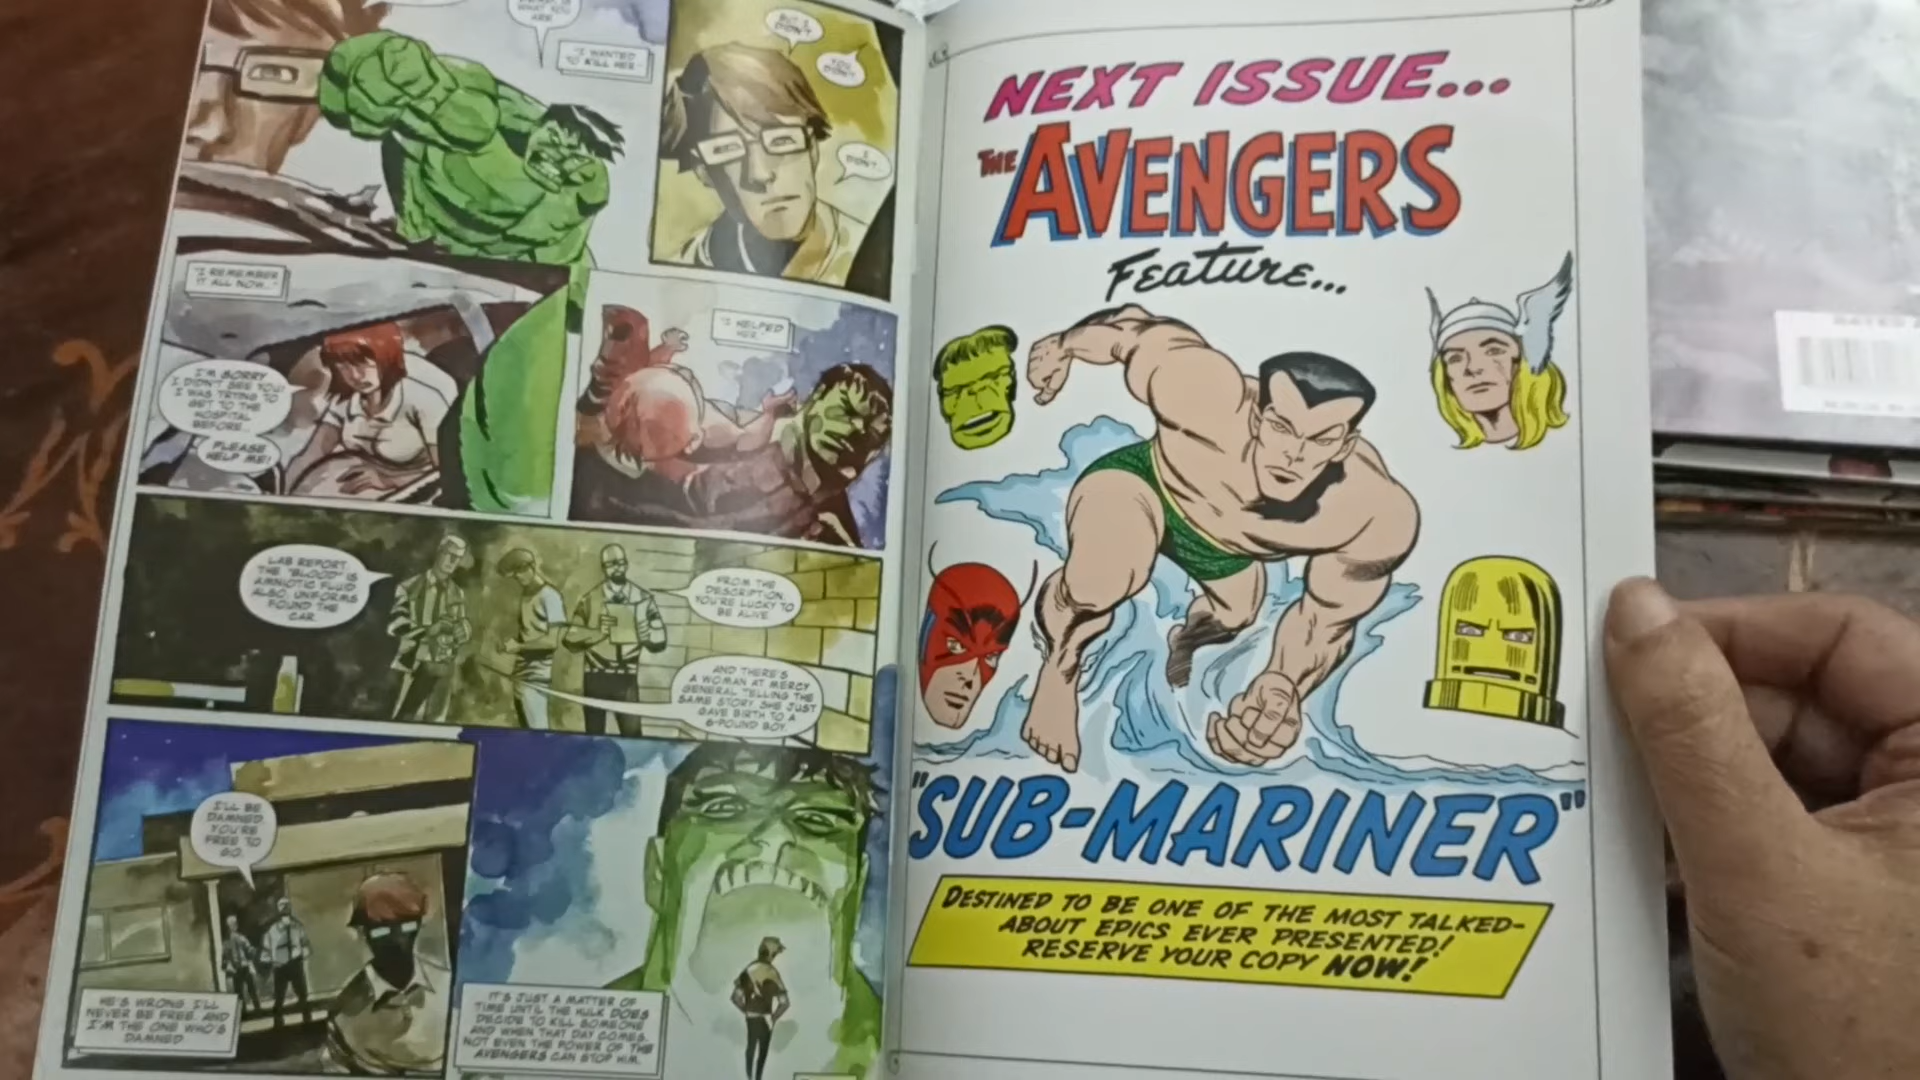 WHAT YOU
ARE
"I WANTED
TO KILL HER."
BUT I
DIDN'T.
YOU
DIDN'T.
I
DIDN'T.
"I REMEMBER
IT ALL NOW..."
I'M SORRY
I DIDN'T SEE YOU!
I WAS TRYING TO
GET TO THE
HOSPITAL
BEFORE...
PLEASE
HELP ME!
"I HELPED
HER."
LAB REPORT.
THE "BLOOD" IS
AMNIOTIC FLUID
ALSO, UNIFORMS
FOUND THE
CAR.
FROM THE
DESCRIPTION,
YOU'RE LUCKY TO
BE ALIVE.
AND THERE'S
A WOMAN AT MERCY
GENERAL TELLING THE
SAME STORY. SHE JUST
GAVE BIRTH TO A
6-POUND BOY.
I'LL BE
DAMNED.
YOU'RE
FREE TO
GO.
HE'S WRONG. I'LL
NEVER BE FREE. AND
I'M THE ONE WHO'S
DAMNED.
IT'S JUST A MATTER OF
TIME UNTIL THE HULK DOES
DECIDE TO KILL SOMEONE
AND WHEN THAT DAY COMES,
NOT EVEN THE POWER OF THE
AVENGERS CAN STOP HIM.
NEXT ISSUE...
THE AVENGERS
Feature...
"SUB-MARINER"
DESTINED TO BE ONE OF THE MOST TALKED-
ABOUT EPICS EVER PRESENTED!
RESERVE YOUR COPY NOW!
RATED